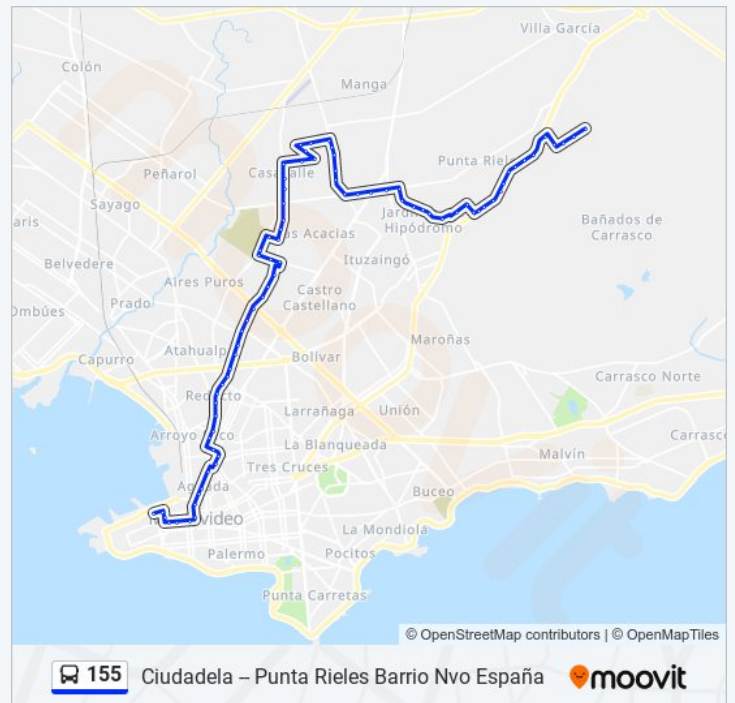 Villa García
Colón
Manga
Casavalle
Punta Rieles
Peñarol
Sayago
Jardines
Hipódromo
Bañados de
Carrasco
Las Acacias
Ituzaingó
Belvedere
Aires Puros
Castro
Castellano
Prado
Maroñas
Atahualpa
Bolívar
Capurro
Carrasco Norte
Reducto
Larrañaga
Unión
Arroyo Seco
La Blanqueada
Malvín
Tres Cruces
Aguada
Buceo
Montevideo
La Mondiola
Palermo
Pocitos
Punta Carretas
© OpenStreetMap contributors | © OpenMapTiles
155 Ciudadela – Punta Rieles Barrio Nvo España
moovit